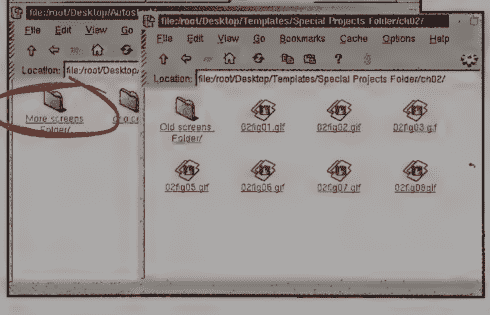 file:/root/Desktop/Autos
File Edit View Go
Location: file:/root/Desktop/
More screens
Folder/
file:/root/Desktop/Templates/Special Projects Folder/ch02/
File Edit View Go Bookmarks Cache Options Help
Location: file:/root/Desktop/Templates/Special Projects Folder/ch02/
Old screens
Folder/
02fig01.gif 02fig02.gif 02fig03.gif
02fig05.gif 02fig06.gif 02fig07.gif 02fig08gif